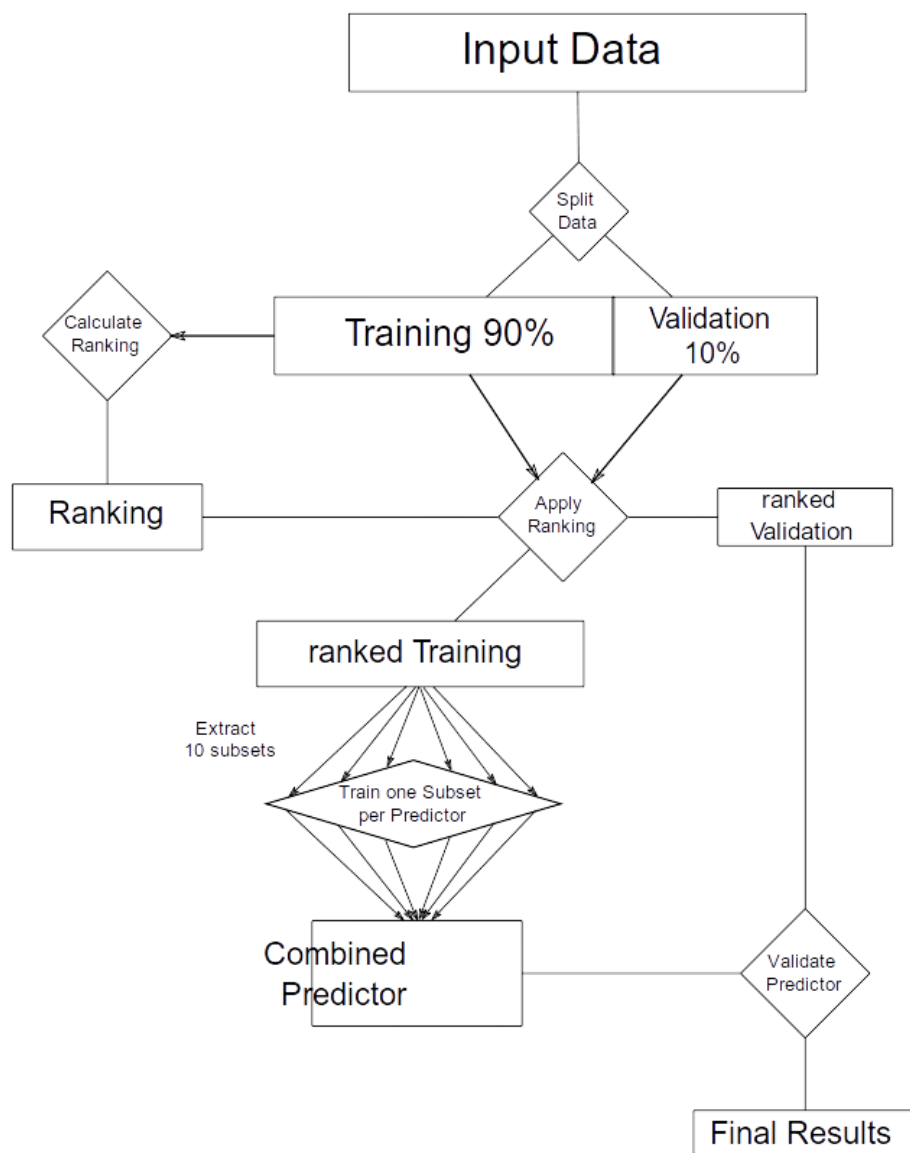 Input Data
Split
Data
Calculate
Ranking
Training 90%
Validation
10%
Ranking
Apply
Ranking
ranked
Validation
ranked Training
Extract
10 subsets
Train one Subset
per Predictor
Combined
Predictor
Validate
Predictor
Final Results